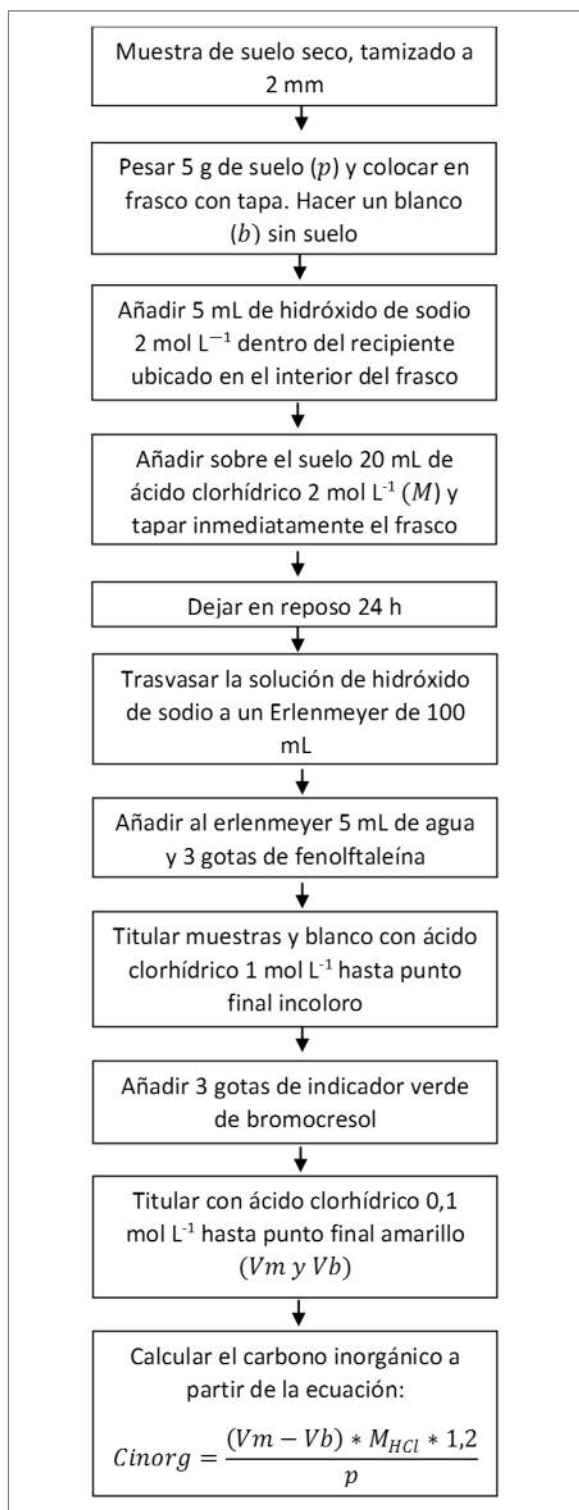 Muestra de suelo seco, tamizado a
2 mm
Pesar 5 g de suelo (p) y colocar en
frasco con tapa. Hacer un blanco
(b) sin suelo
Añadir 5 mL de hidróxido de sodio
2 mol L⁻¹ dentro del recipiente
ubicado en el interior del frasco
Añadir sobre el suelo 20 mL de
ácido clorhídrico 2 mol L⁻¹ (M) y
tapar inmediatamente el frasco
Dejar en reposo 24 h
Trasvasar la solución de hidróxido
de sodio a un Erlenmeyer de 100
mL
Añadir al erlenmeyer 5 mL de agua
y 3 gotas de fenolftaleína
Titular muestras y blanco con ácido
clorhídrico 1 mol L⁻¹ hasta punto
final incoloro
Añadir 3 gotas de indicador verde
de bromocresol
Titular con ácido clorhídrico 0,1
mol L⁻¹ hasta punto final amarillo
(Vm y Vb)
Calcular el carbono inorgánico a
partir de la ecuación:
Cinorg = (Vm − Vb) * M_HCl * 1,2 / p